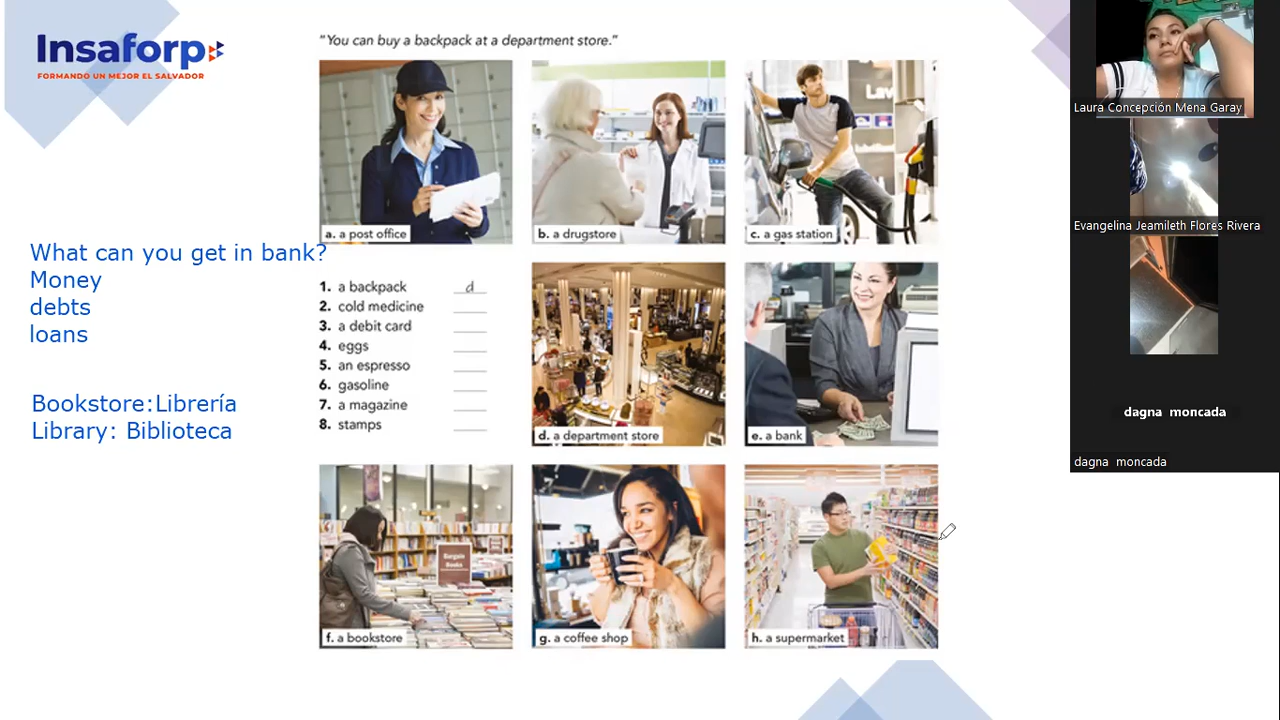 Insaforp
FORMANDO UN MEJOR EL SALVADOR
"You can buy a backpack at a department store."
a. a post office
b. a drugstore
c. a gas station
What can you get in bank?
Money
debts
loans
Bookstore:Librería
Library: Biblioteca
1. a backpack d
2. cold medicine
3. a debit card
4. eggs
5. an espresso
6. gasoline
7. a magazine
8. stamps
d. a department store
e. a bank
Bargain
Books
f. a bookstore
g. a coffee shop
h. a supermarket
Laura Concepción Mena Garay
Evangelina Jeamileth Flores Rivera
dagna moncada
dagna moncada